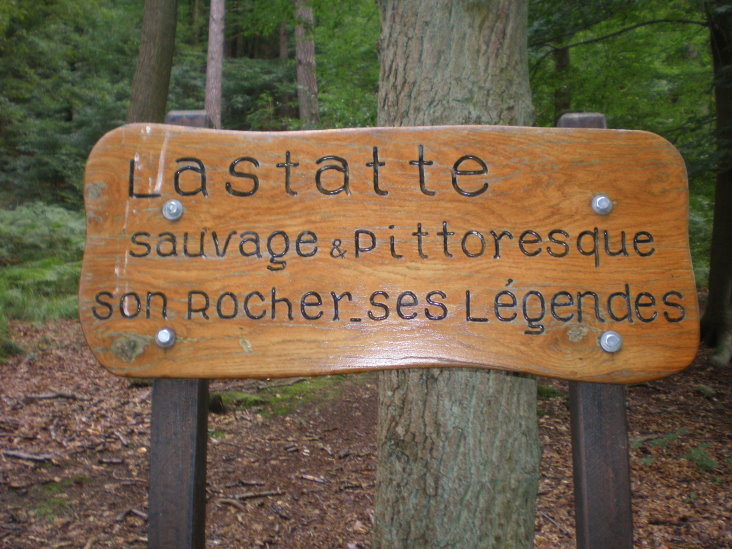 Lastatte
sauvage & pittoresque
son Rocher_ses Légendes